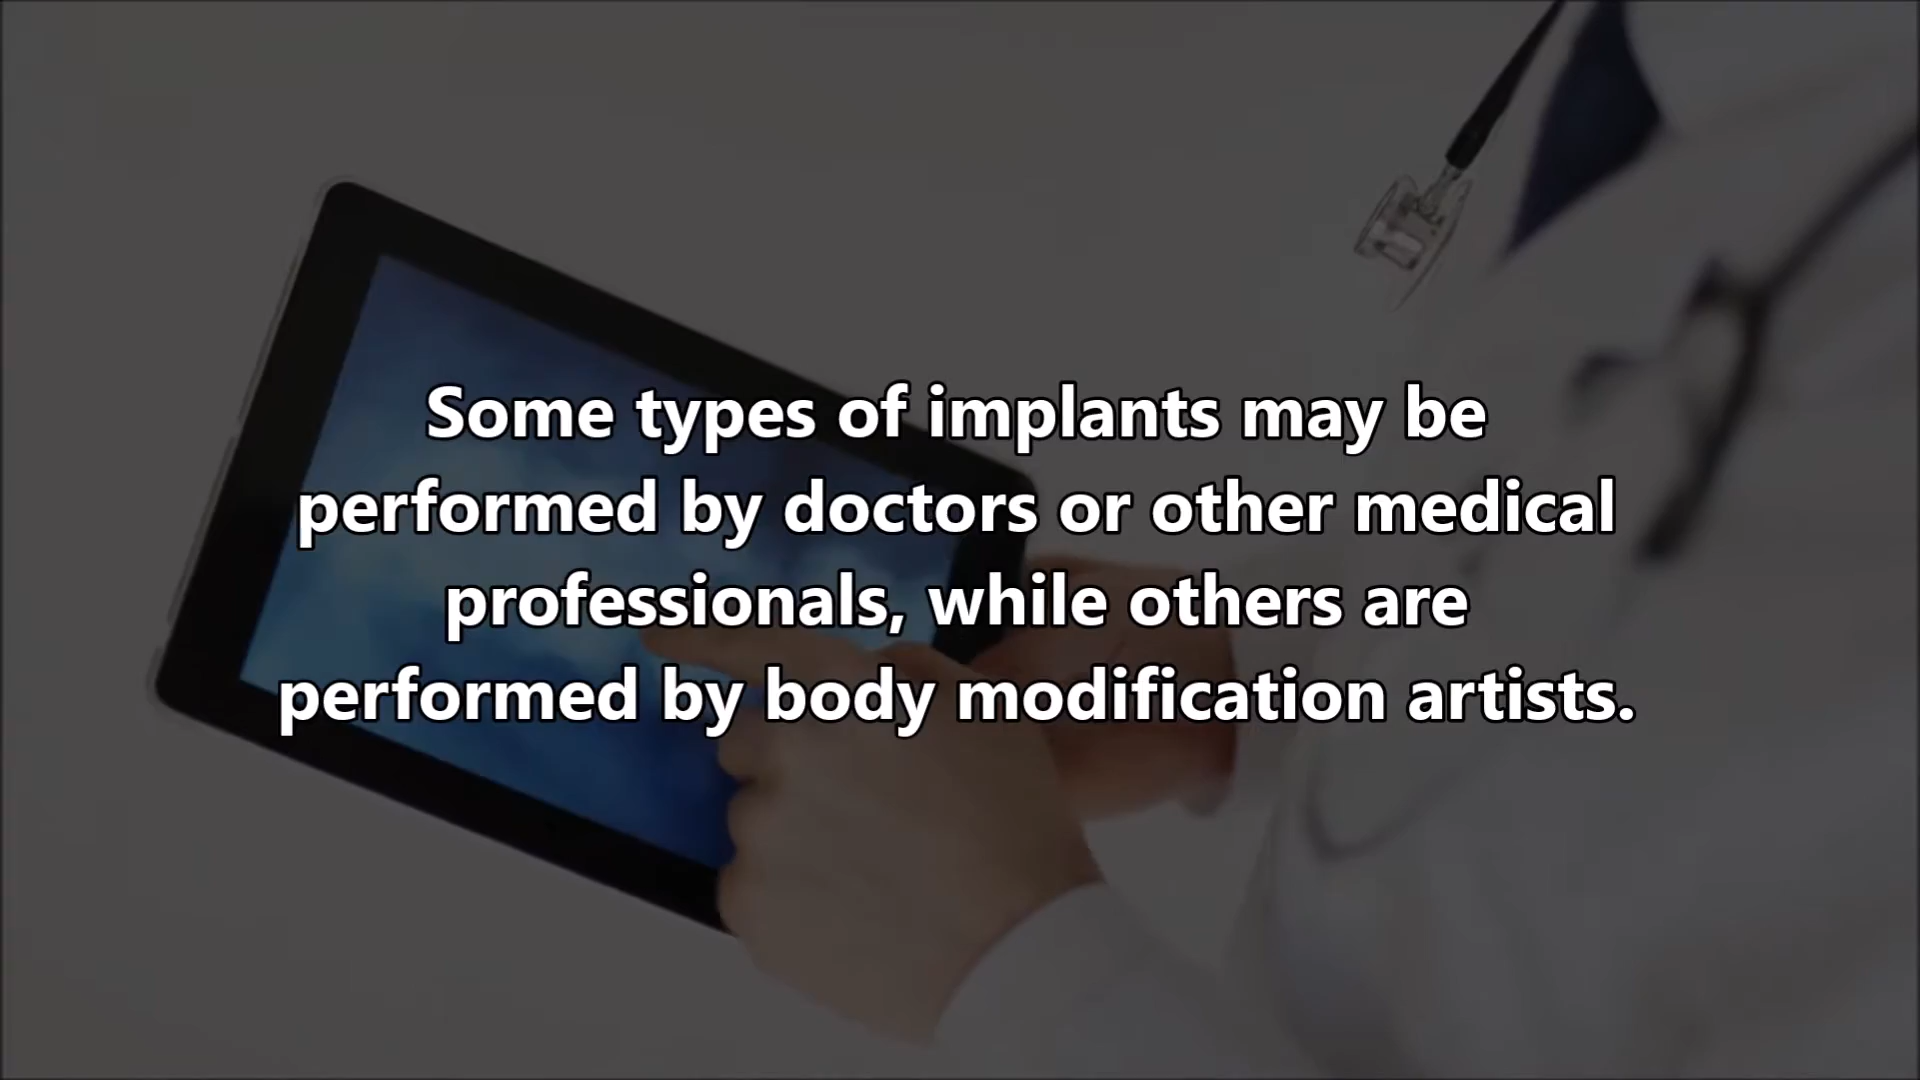 Some types of implants may be
performed by doctors or other medical
professionals, while others are
performed by body modification artists.